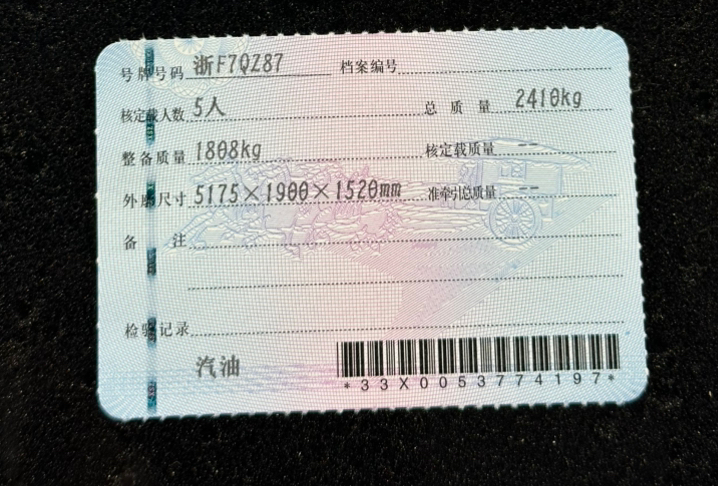 号牌号码 浙F7QZ87 档案编号
核定载人数 5人 总质量 2410kg
整备质量 1808kg 核定载质量 --
外廓尺寸 5175×1900×1520mm 准牵引总质量 --
备注
检验记录
汽油
*33X0053774197*